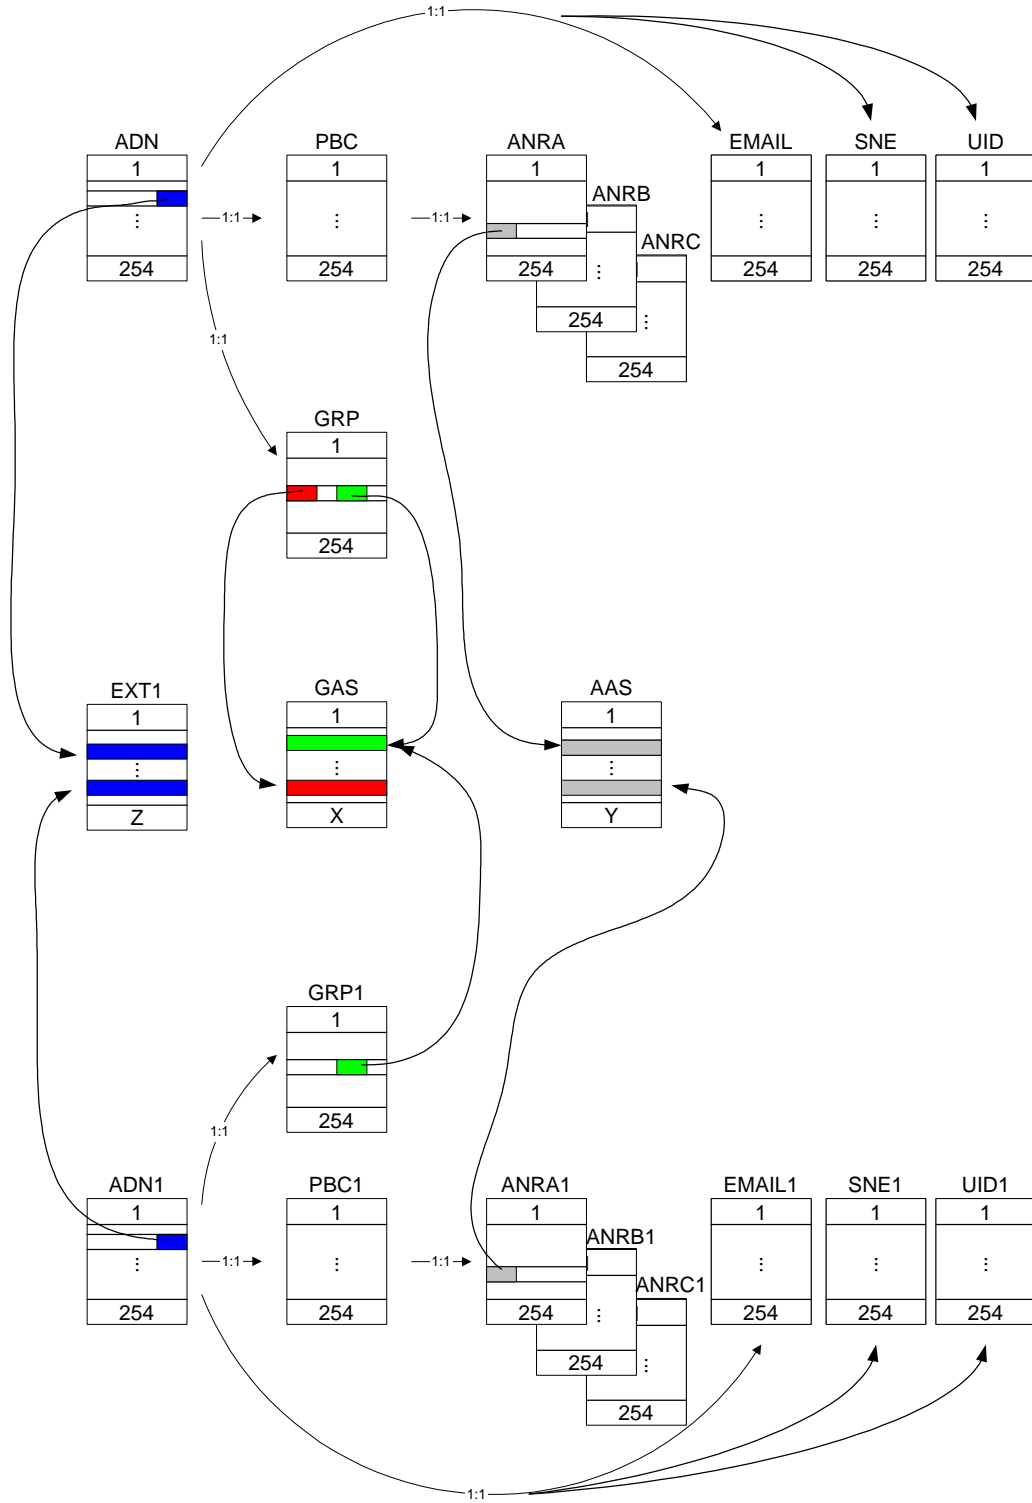 1:1
ADN PBC ANRA EMAIL SNE UID
1 1 1 1 1 1
ANRB
1:1 1:1
⋮ ⋮ ⋮ ⋮ ⋮
ANRC
254 254 254 ⋮ 254 254 254
254 ⋮
1:1
254
GRP
1
254
EXT1 GAS AAS
1 1 1
⋮ ⋮ ⋮
Z X Y
GRP1
1
254
1:1
ADN1 PBC1 ANRA1 EMAIL1 SNE1 UID1
1 1 1 1 1 1
ANRB1
1:1 1:1
⋮ ⋮ ⋮ ⋮ ⋮
ANRC1
254 254 254 ⋮ 254 254 254
254 ⋮
254
1:1